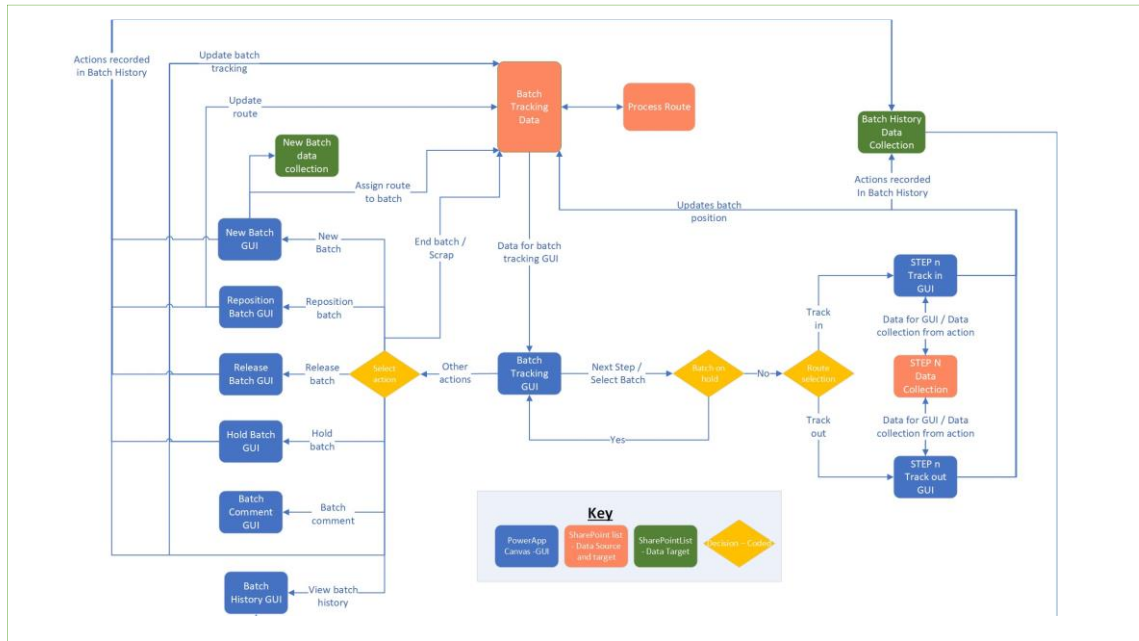 Actions recorded
in Batch History
Update batch
tracking
Update
route
Batch
Tracking
Data
Process Route
New Batch
data
collection
Batch History
Data
Collection
Assign route
to batch
Actions recorded
In Batch History
Updates batch
position
New Batch
GUI
New
Batch
End batch /
Scrap
Data for batch
tracking GUI
STEP n
Track in
GUI
Reposition
Batch GUI
Reposition
batch
Track
in
Data for GUI / Data
collection from action
Release
Batch GUI
Release
batch
Select
action
Other
actions
Batch
Tracking
GUI
Next Step /
Select Batch
Batch on
hold
No
Route
selection
STEP N
Data
Collection
Hold Batch
GUI
Hold
batch
Yes
Track
out
Data for GUI / Data
collection from action
STEP n
Track out
GUI
Batch
Comment GUI
Batch
comment
Key
PowerApp
Canvas -GUI
SharePoint list
- Data Source
and target
SharePointList
- Data Target
Decision – Coded
Batch
History GUI
View batch
history